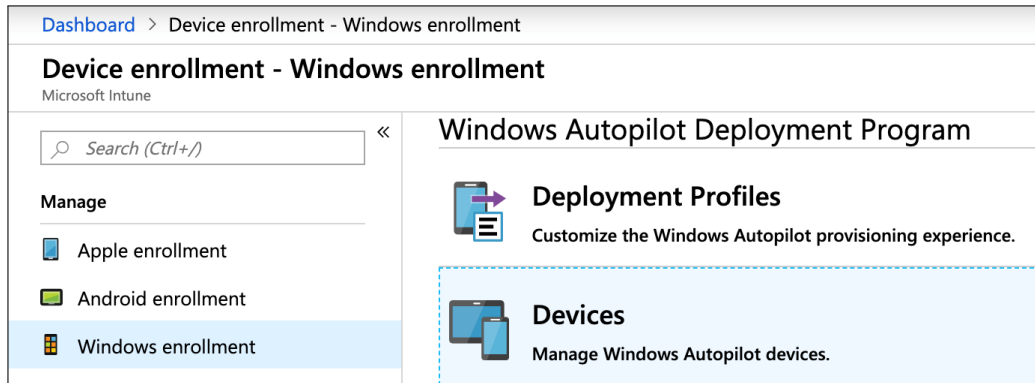 Dashboard > Device enrollment - Windows enrollment
Device enrollment - Windows enrollment
Microsoft Intune
Search (Ctrl+/)
«
Manage
Apple enrollment
Android enrollment
Windows enrollment
Windows Autopilot Deployment Program
Deployment Profiles
Customize the Windows Autopilot provisioning experience.
Devices
Manage Windows Autopilot devices.